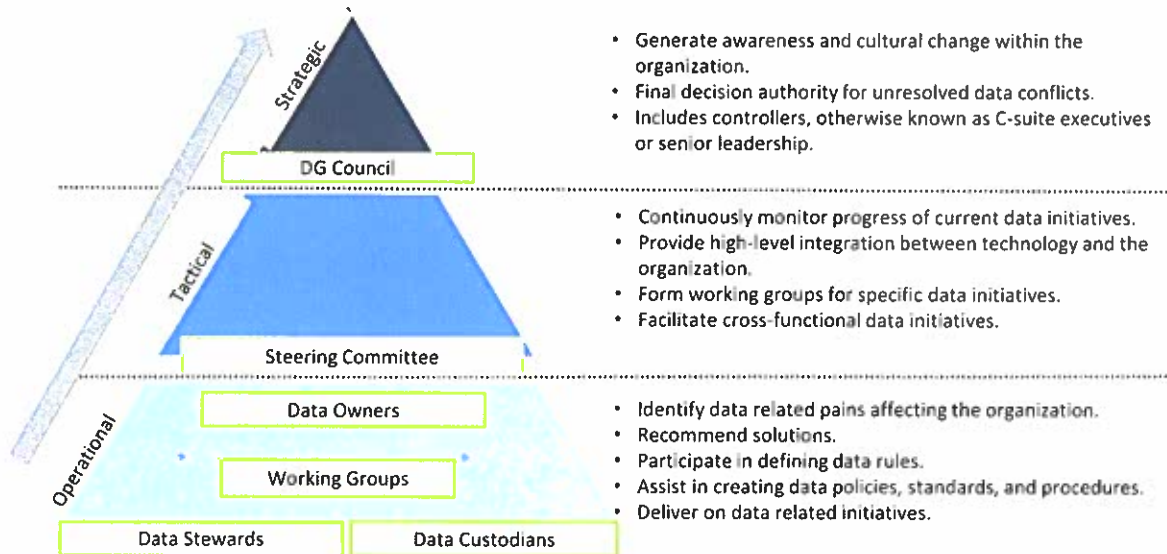 Strategic
DG Council
• Generate awareness and cultural change within the
organization.
• Final decision authority for unresolved data conflicts.
• Includes controllers, otherwise known as C-suite executives
or senior leadership.
Tactical
Steering Committee
• Continuously monitor progress of current data initiatives.
• Provide high-level integration between technology and the
organization.
• Form working groups for specific data initiatives.
• Facilitate cross-functional data initiatives.
Operational
Data Owners
Working Groups
Data Stewards
Data Custodians
• Identify data related pains affecting the organization.
• Recommend solutions.
• Participate in defining data rules.
• Assist in creating data policies, standards, and procedures.
• Deliver on data related initiatives.